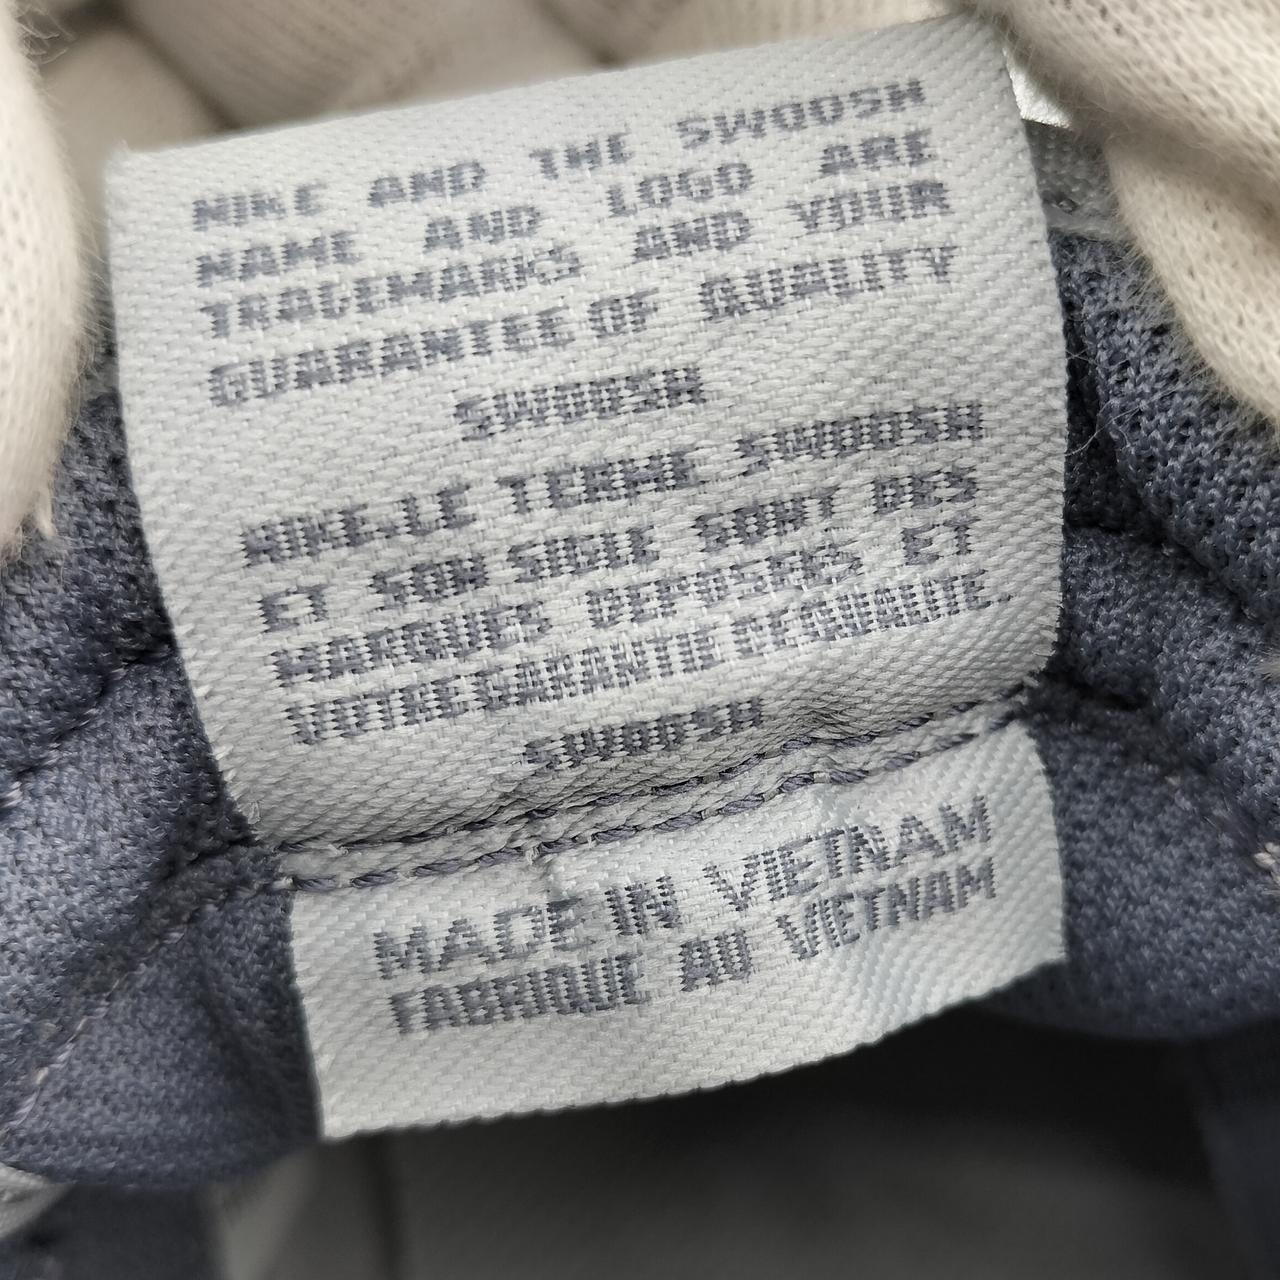 NIKE AND THE SWOOSH
NAME AND LOGO ARE
TRADEMARKS AND YOUR
GUARANTEE OF QUALITY
SWOOSH
NIKE,LE TERME SWOOSH
ET SON SIGLE SONT DES
MARQUES DEPOSEES ET
VOTRE GARANTIE DE QUALITE.
SWOOSH
MADE IN VIETNAM
FABRIQUE AU VIETNAM